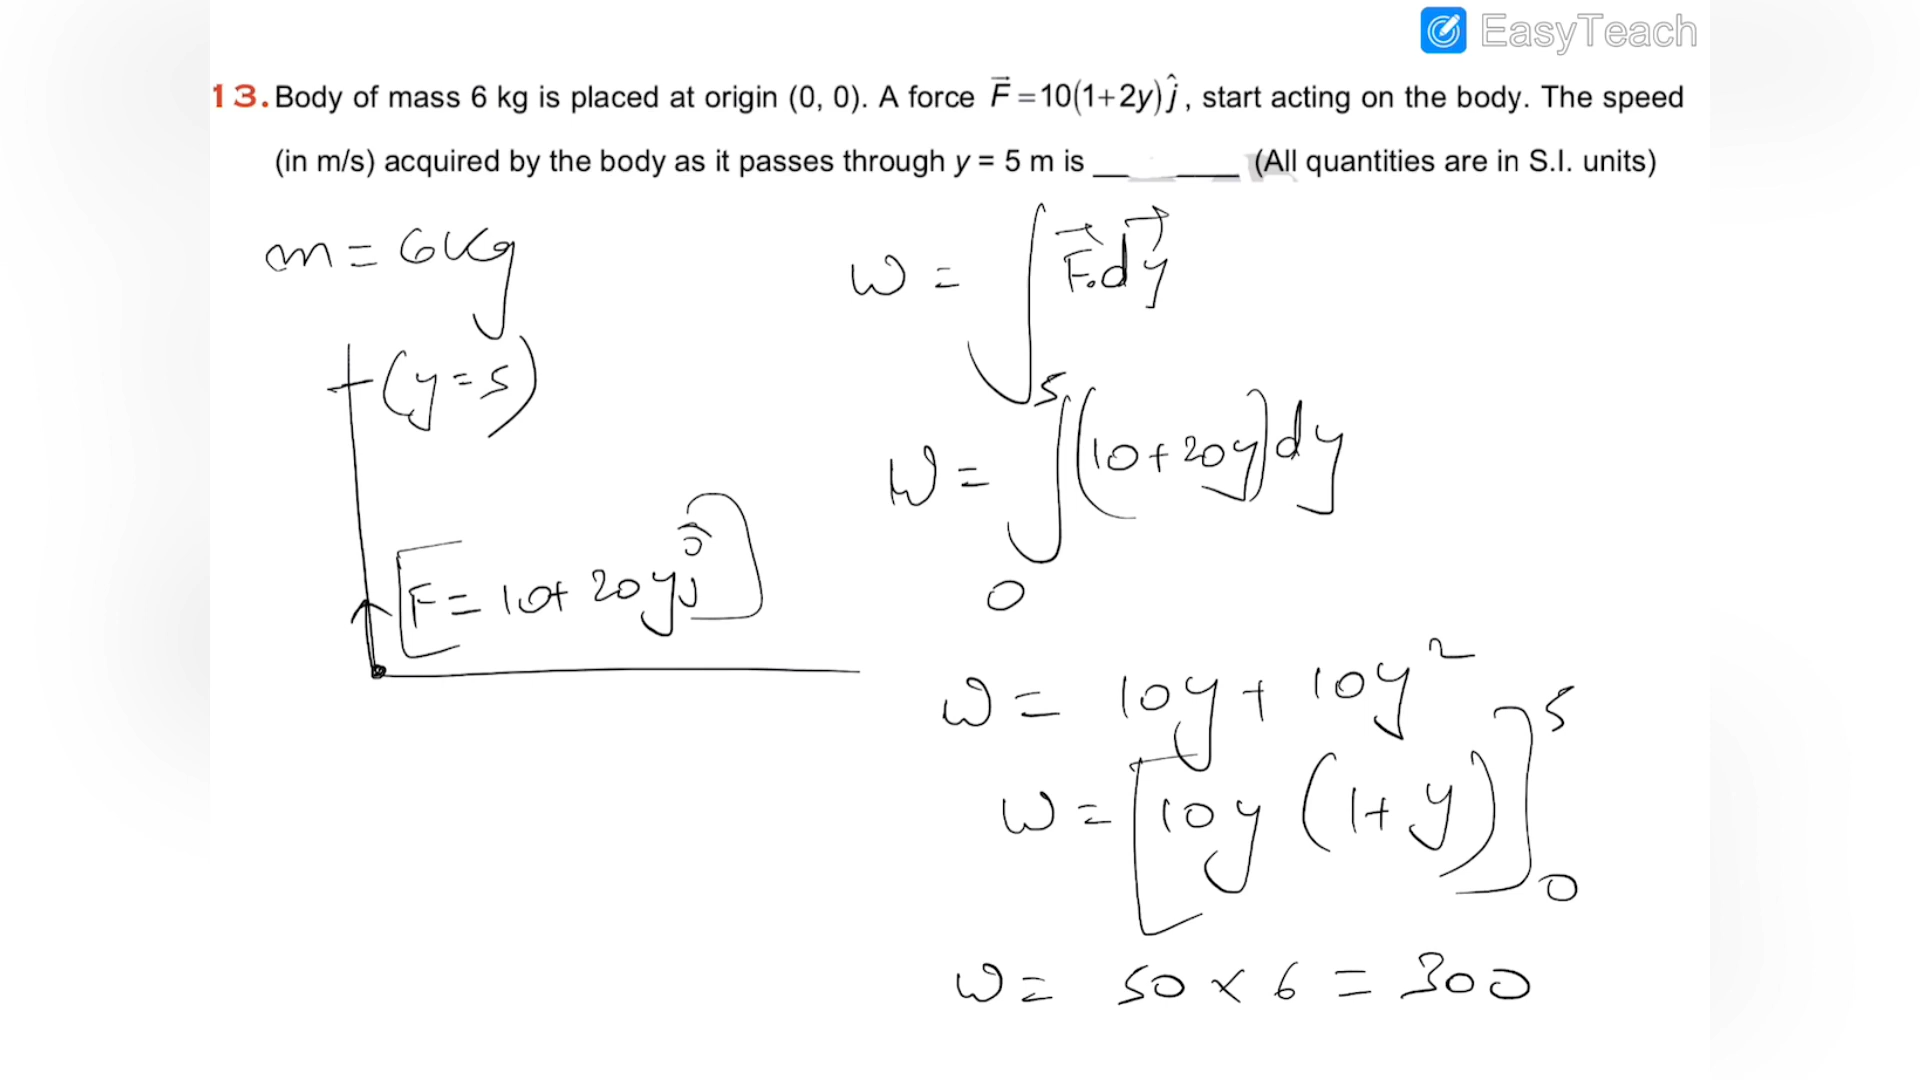 EasyTeach
13. Body of mass 6 kg is placed at origin (0, 0). A force F⃗=10(1+2y)ĵ, start acting on the body. The speed
(in m/s) acquired by the body as it passes through y = 5 m is ________ (All quantities are in S.I. units)
m = 6kg
(y=5)
F = 10+ 20yĵ
W = ∫F⃗.dy⃗
W = ∫₀⁵(10+20y)dy
W = 10y + 10y²
W = [10y (1+y)]₀⁵
W = 50 × 6 = 300